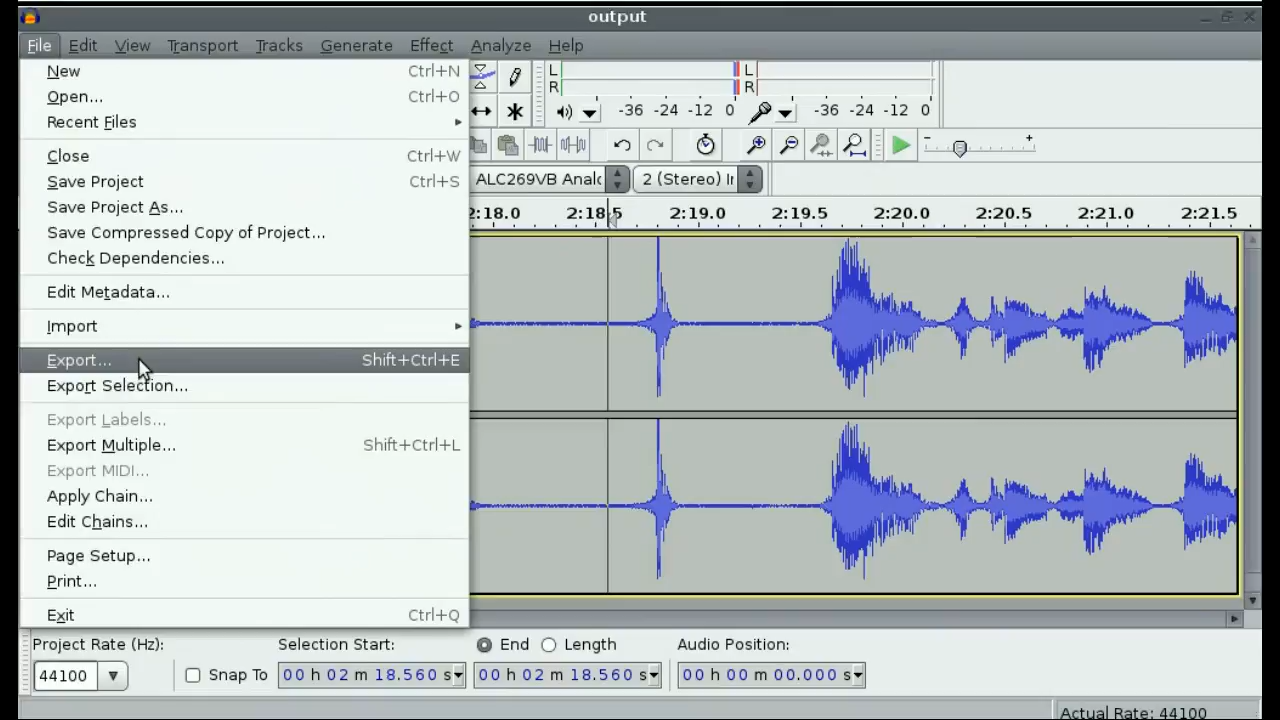 output
File Edit View Transport Tracks Generate Effect Analyze Help
New Ctrl+N
Open... Ctrl+O
Recent Files
Close Ctrl+W
Save Project Ctrl+S
Save Project As...
Save Compressed Copy of Project...
Check Dependencies...
Edit Metadata...
Import
Export... Shift+Ctrl+E
Export Selection...
Export Labels...
Export Multiple... Shift+Ctrl+L
Export MIDI...
Apply Chain...
Edit Chains...
Page Setup...
Print...
Exit Ctrl+Q
L L
R R
-36 -24 -12 0 -36 -24 -12 0
- +
ALC269VB Analo 2 (Stereo) I
2:18.0 2:18.5 2:19.0 2:19.5 2:20.0 2:20.5 2:21.0 2:21.5
Project Rate (Hz): Selection Start: End Length Audio Position:
44100 Snap To 00 h 02 m 18.560 s 00 h 02 m 18.560 s 00 h 00 m 00.000 s
Actual Rate: 44100